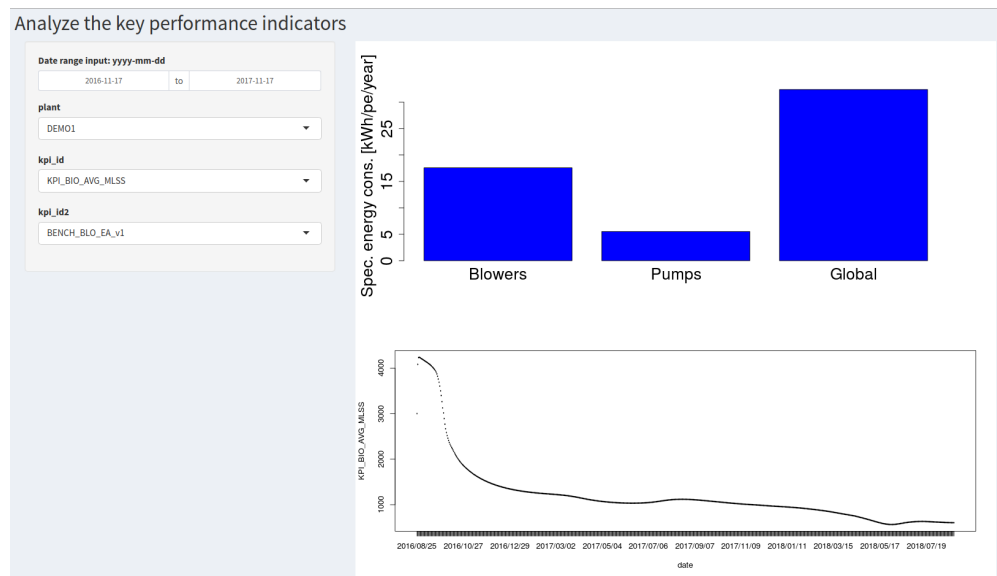 Analyze the key performance indicators
Date range input: yyyy-mm-dd
2016-11-17 to 2017-11-17
plant
DEMO1
kpi_id
KPI_BIO_AVG_MLSS
kpi_id2
BENCH_BLO_EA_v1
Spec. energy cons. [kWh/pe/year]
25
15
5
0
Blowers Pumps Global
KPI_BIO_AVG_MLSS
4000
3000
2000
1000
2016/08/25 2016/10/27 2016/12/29 2017/03/02 2017/05/04 2017/07/06 2017/09/07 2017/11/09 2018/01/11 2018/03/15 2018/05/17 2018/07/19
date